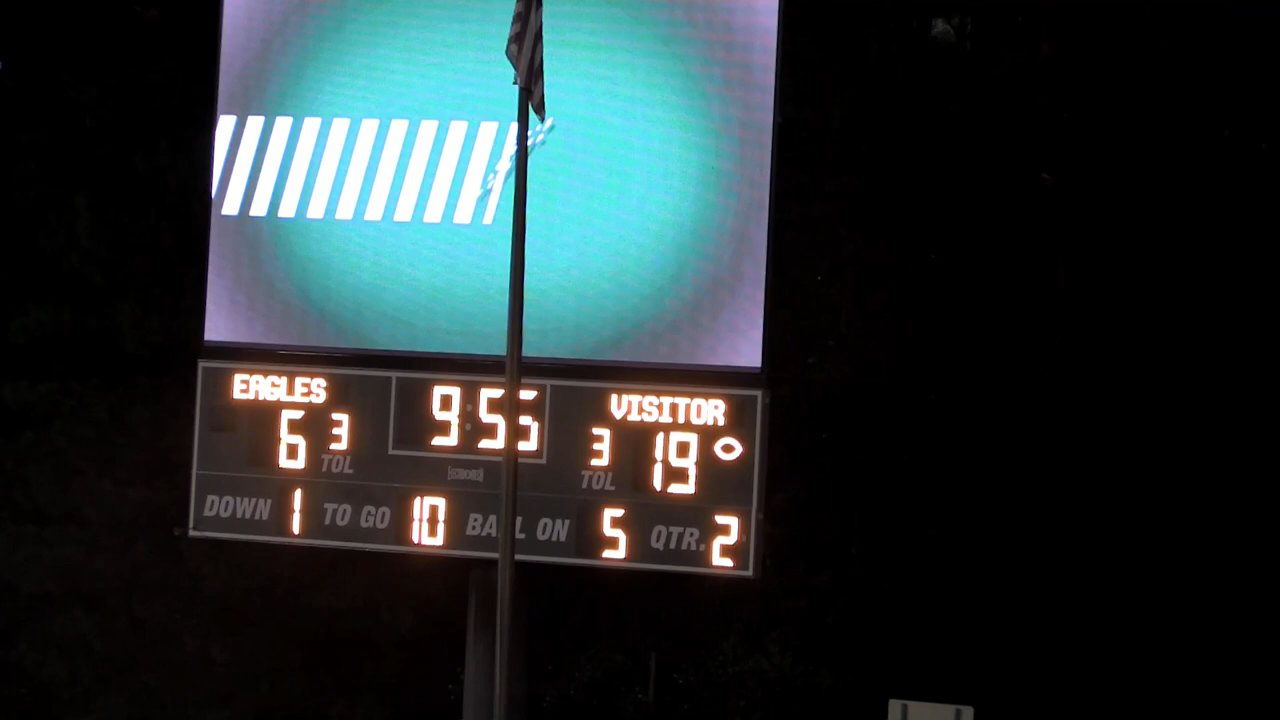 EAGLES 9:55 VISITOR
6 3 3 19
TOL TOL
DOWN 1 TO GO 10 BALL ON 5 QTR. 2